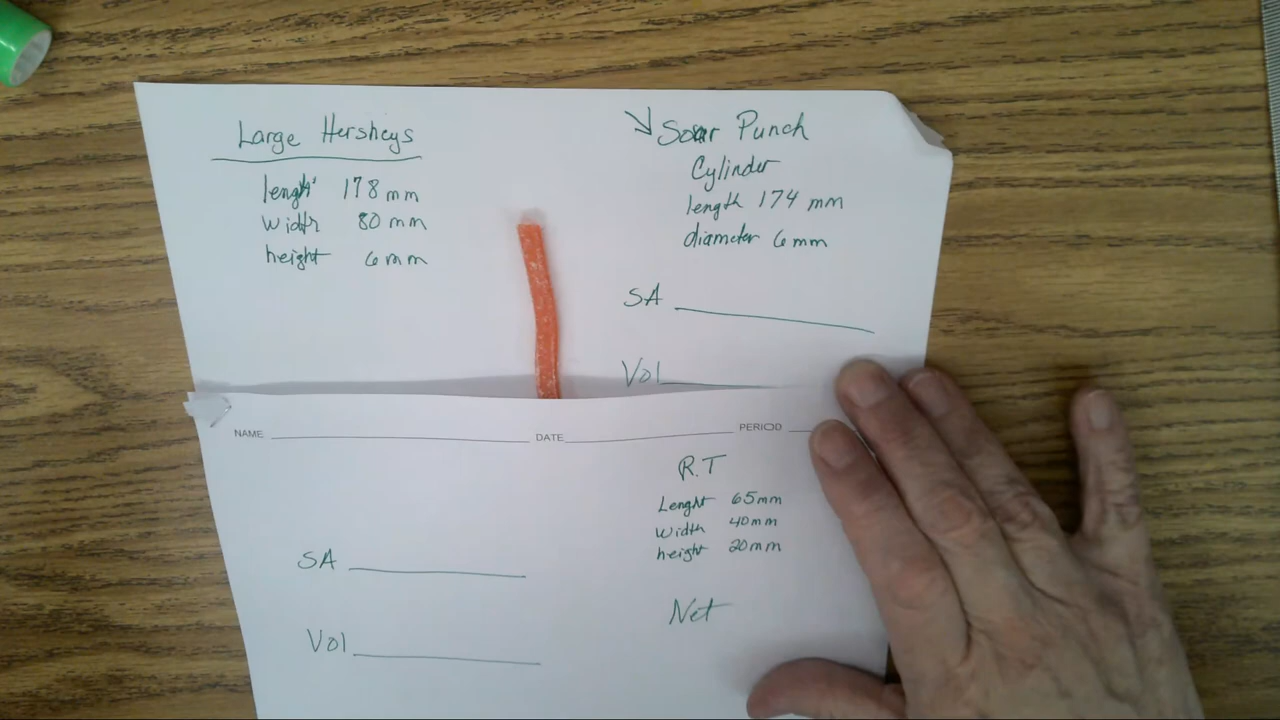 Large Hersheys
lenght 178 mm
width 80 mm
height 6 mm
Sour Punch
Cylinder
length 174 mm
diameter 6 mm
SA
Vol
NAME DATE PERIOD
R.T
Lenght 65mm
width 40mm
height 20mm
SA
Net
Vol